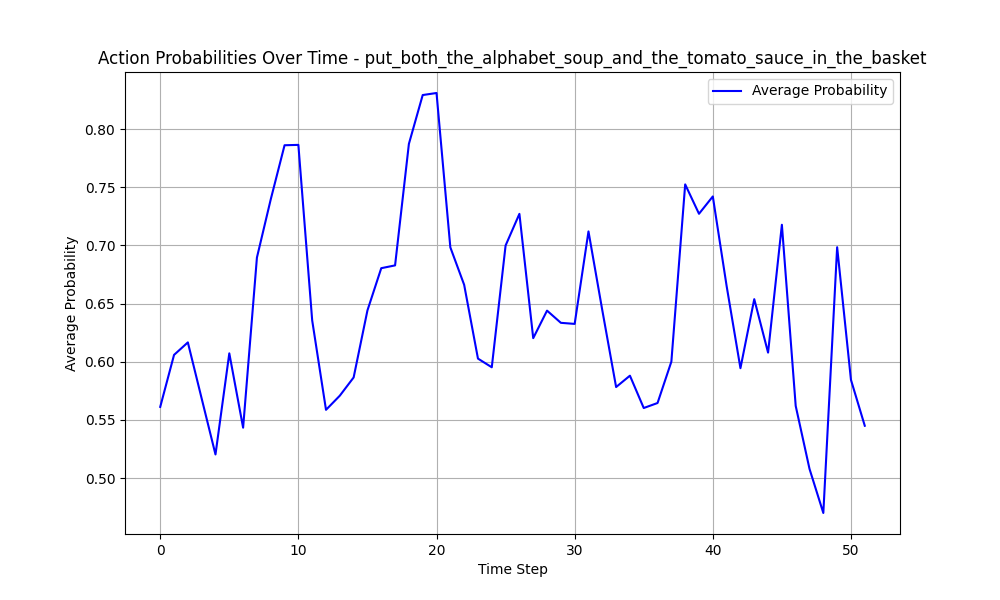 Action Probabilities Over Time - put_both_the_alphabet_soup_and_the_tomato_sauce_in_the_basket
Average Probability
0.80
0.75
0.70
0.65
0.60
0.55
0.50
Average Probability
0 10 20 30 40 50
Time Step